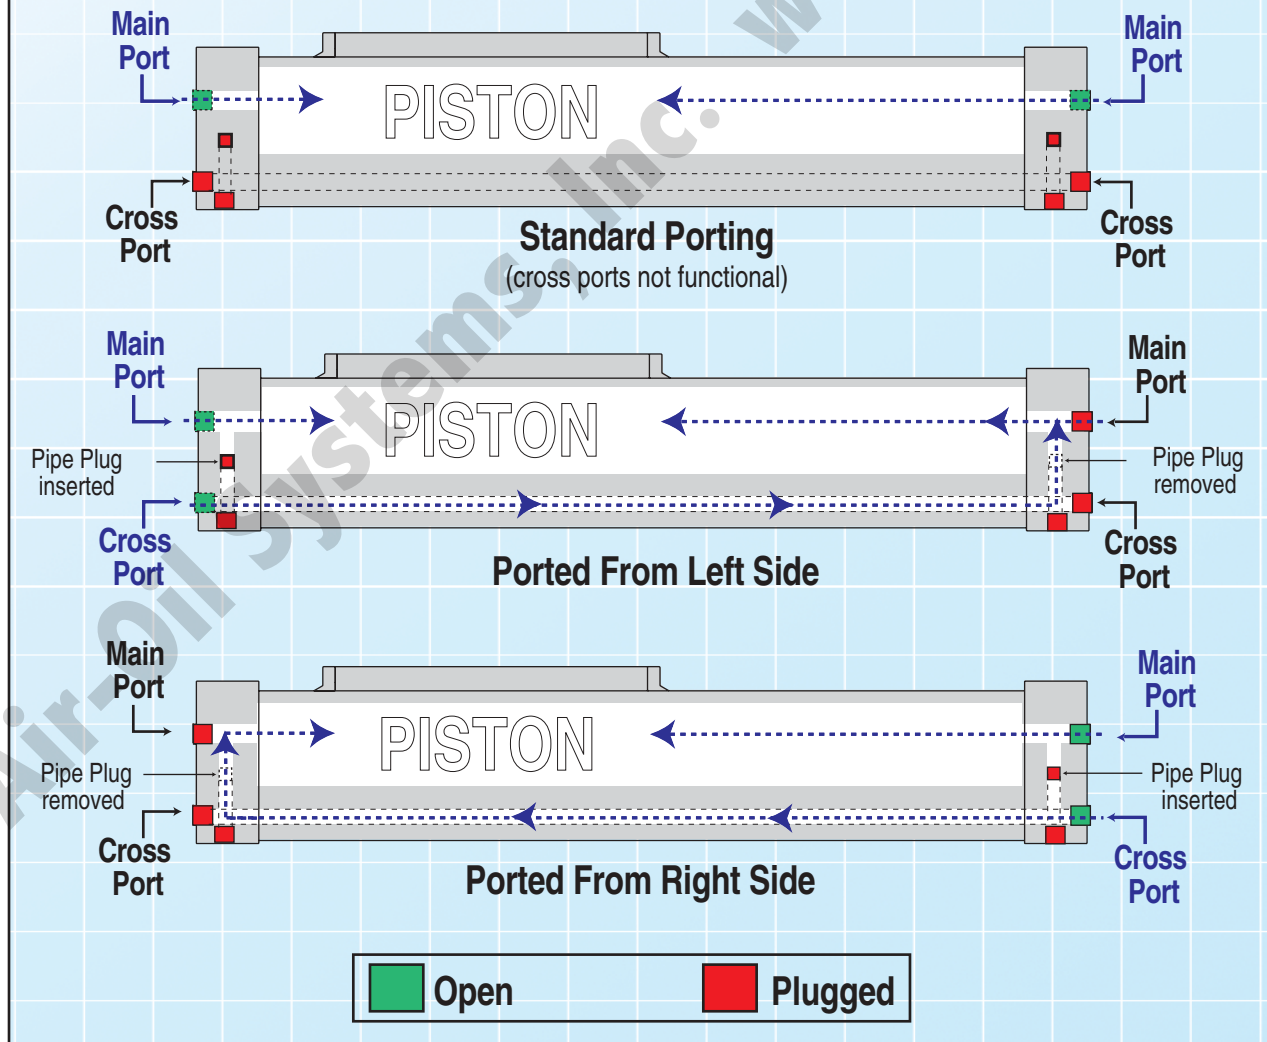 Main
Port
Main
Port
PISTON
Cross
Port
Cross
Port
Standard Porting
(cross ports not functional)
Main
Port
Main
Port
PISTON
Pipe Plug
inserted
Pipe Plug
removed
Cross
Port
Cross
Port
Ported From Left Side
Main
Port
Main
Port
PISTON
Pipe Plug
removed
Pipe Plug
inserted
Cross
Port
Cross
Port
Ported From Right Side
Open
Plugged
Air-Oil Systems, Inc.